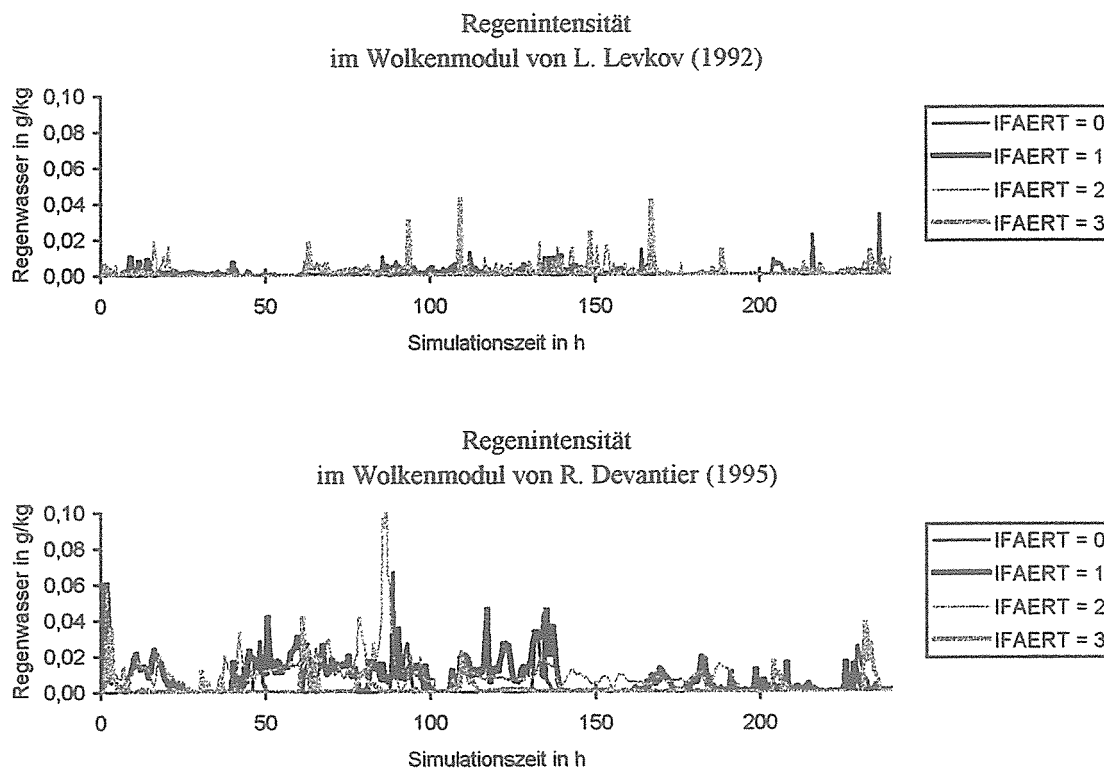 Regenintensität
im Wolkenmodul von L. Levkov (1992)
Regenwasser in g/kg
0,10
0,08
0,06
0,04
0,02
0,00
0
50
100
150
200
Simulationszeit in h
IFAERT = 0
IFAERT = 1
IFAERT = 2
IFAERT = 3
Regenintensität
im Wolkenmodul von R. Devantier (1995)
Regenwasser in g/kg
0,10
0,08
0,06
0,04
0,02
0,00
0
50
100
150
200
Simulationszeit in h
IFAERT = 0
IFAERT = 1
IFAERT = 2
IFAERT = 3